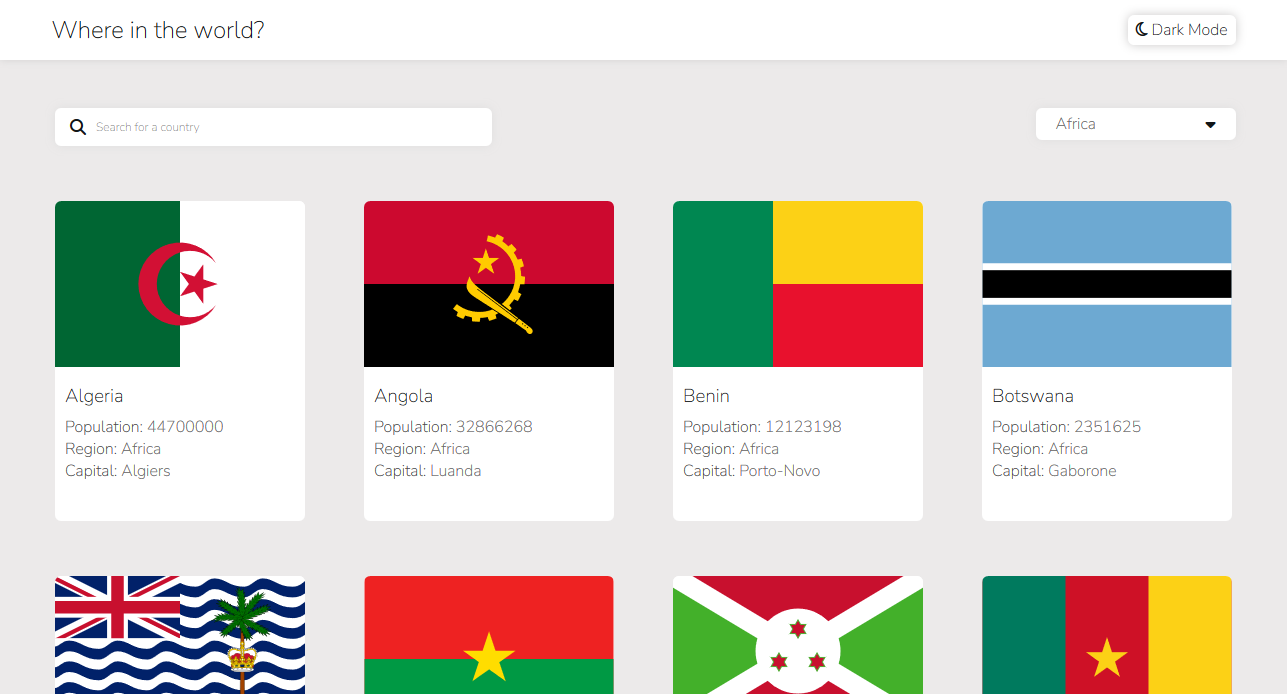 Where in the world?
Dark Mode
Search for a country
Africa
Algeria
Population: 44700000
Region: Africa
Capital: Algiers
Angola
Population: 32866268
Region: Africa
Capital: Luanda
Benin
Population: 12123198
Region: Africa
Capital: Porto-Novo
Botswana
Population: 2351625
Region: Africa
Capital: Gaborone